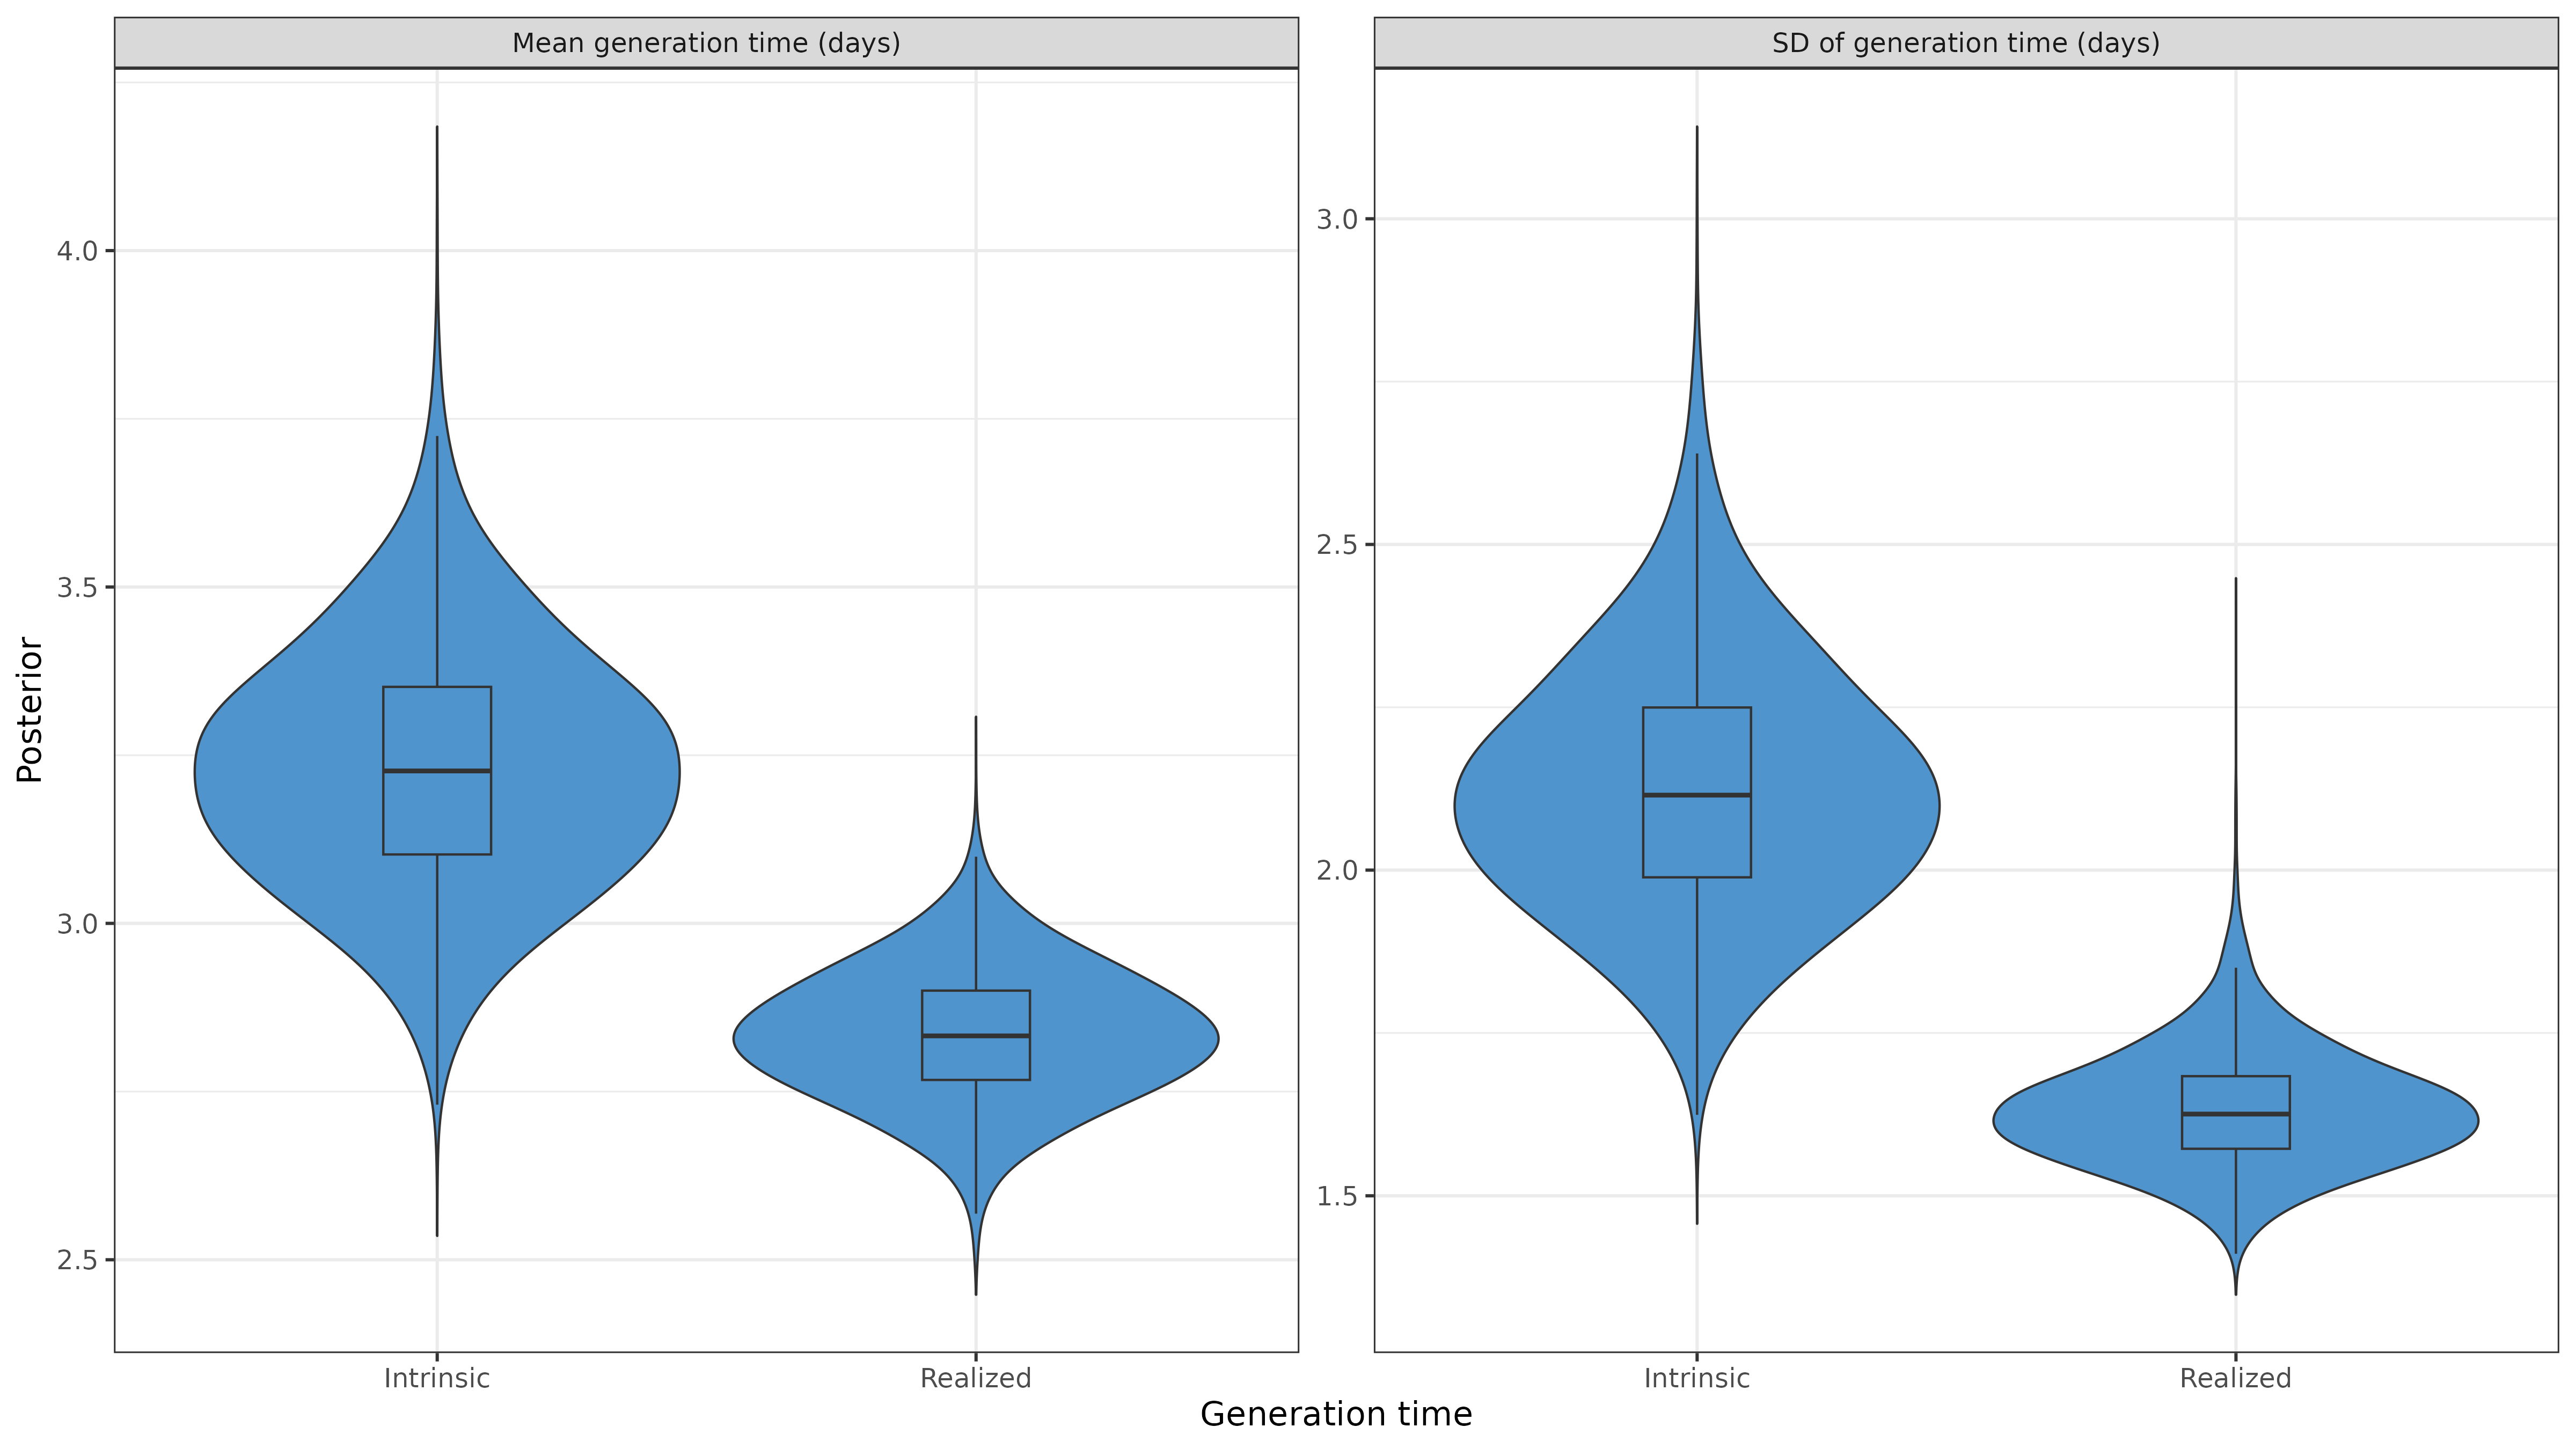 Mean generation time (days)
SD of generation time (days)
Posterior
4.0
3.5
3.0
2.5
3.0
2.5
2.0
1.5
Intrinsic
Realized
Intrinsic
Realized
Generation time